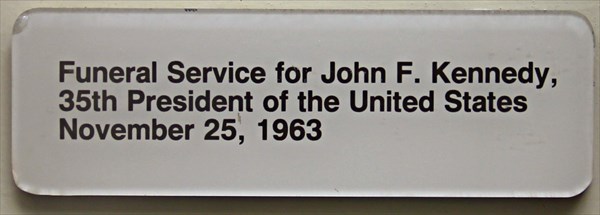 Funeral Service for John F. Kennedy,
35th President of the United States
November 25, 1963